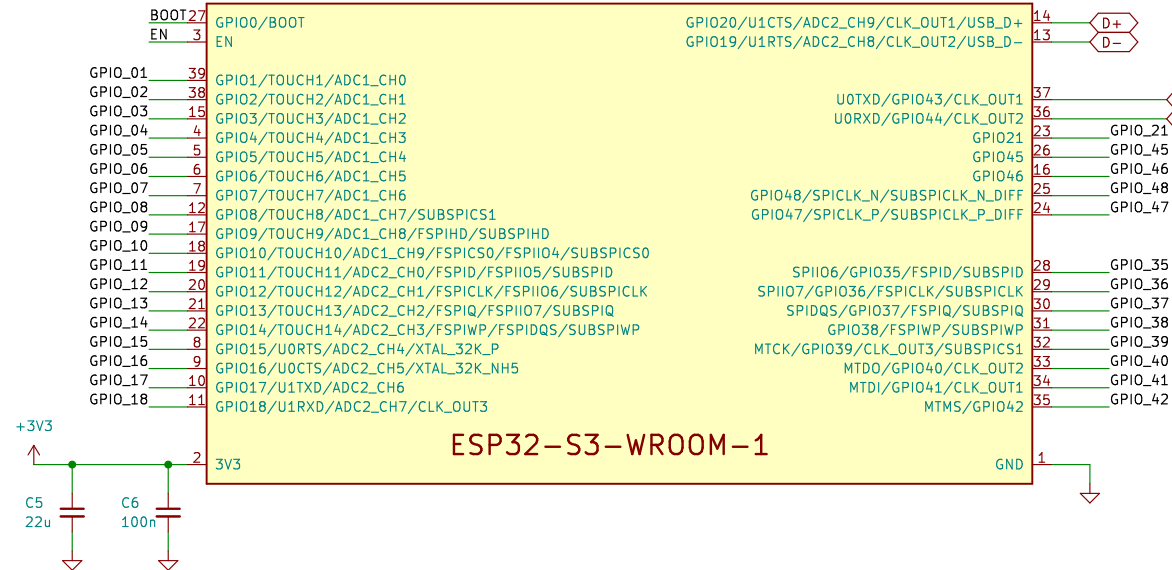 BOOT 27 GPIO0/BOOT GPIO20/U1CTS/ADC2_CH9/CLK_OUT1/USB_D+ 14 D+
EN 3 EN GPIO19/U1RTS/ADC2_CH8/CLK_OUT2/USB_D- 13 D-
GPIO_01 39 GPIO1/TOUCH1/ADC1_CH0
GPIO_02 38 GPIO2/TOUCH2/ADC1_CH1 U0TXD/GPIO43/CLK_OUT1 37
GPIO_03 15 GPIO3/TOUCH3/ADC1_CH2 U0RXD/GPIO44/CLK_OUT2 36
GPIO_04 4 GPIO4/TOUCH4/ADC1_CH3 GPIO21 23 GPIO_21
GPIO_05 5 GPIO5/TOUCH5/ADC1_CH4 GPIO45 26 GPIO_45
GPIO_06 6 GPIO6/TOUCH6/ADC1_CH5 GPIO46 16 GPIO_46
GPIO_07 7 GPIO7/TOUCH7/ADC1_CH6 GPIO48/SPICLK_N/SUBSPICLK_N_DIFF 25 GPIO_48
GPIO_08 12 GPIO8/TOUCH8/ADC1_CH7/SUBSPICS1 GPIO47/SPICLK_P/SUBSPICLK_P_DIFF 24 GPIO_47
GPIO_09 17 GPIO9/TOUCH9/ADC1_CH8/FSPIHD/SUBSPIHD
GPIO_10 18 GPIO10/TOUCH10/ADC1_CH9/FSPICS0/FSPIIO4/SUBSPICS0
GPIO_11 19 GPIO11/TOUCH11/ADC2_CH0/FSPID/FSPIIO5/SUBSPID SPIIO6/GPIO35/FSPID/SUBSPID 28 GPIO_35
GPIO_12 20 GPIO12/TOUCH12/ADC2_CH1/FSPICLK/FSPIIO6/SUBSPICLK SPIIO7/GPIO36/FSPICLK/SUBSPICLK 29 GPIO_36
GPIO_13 21 GPIO13/TOUCH13/ADC2_CH2/FSPIQ/FSPIIO7/SUBSPIQ SPIDQS/GPIO37/FSPIQ/SUBSPIQ 30 GPIO_37
GPIO_14 22 GPIO14/TOUCH14/ADC2_CH3/FSPIWP/FSPIDQS/SUBSPIWP GPIO38/FSPIWP/SUBSPIWP 31 GPIO_38
GPIO_15 8 GPIO15/U0RTS/ADC2_CH4/XTAL_32K_P MTCK/GPIO39/CLK_OUT3/SUBSPICS1 32 GPIO_39
GPIO_16 9 GPIO16/U0CTS/ADC2_CH5/XTAL_32K_NH5 MTDO/GPIO40/CLK_OUT2 33 GPIO_40
GPIO_17 10 GPIO17/U1TXD/ADC2_CH6 MTDI/GPIO41/CLK_OUT1 34 GPIO_41
GPIO_18 11 GPIO18/U1RXD/ADC2_CH7/CLK_OUT3 MTMS/GPIO42 35 GPIO_42
+3V3
ESP32-S3-WROOM-1
2 3V3 GND 1
C5 C6
22u 100n